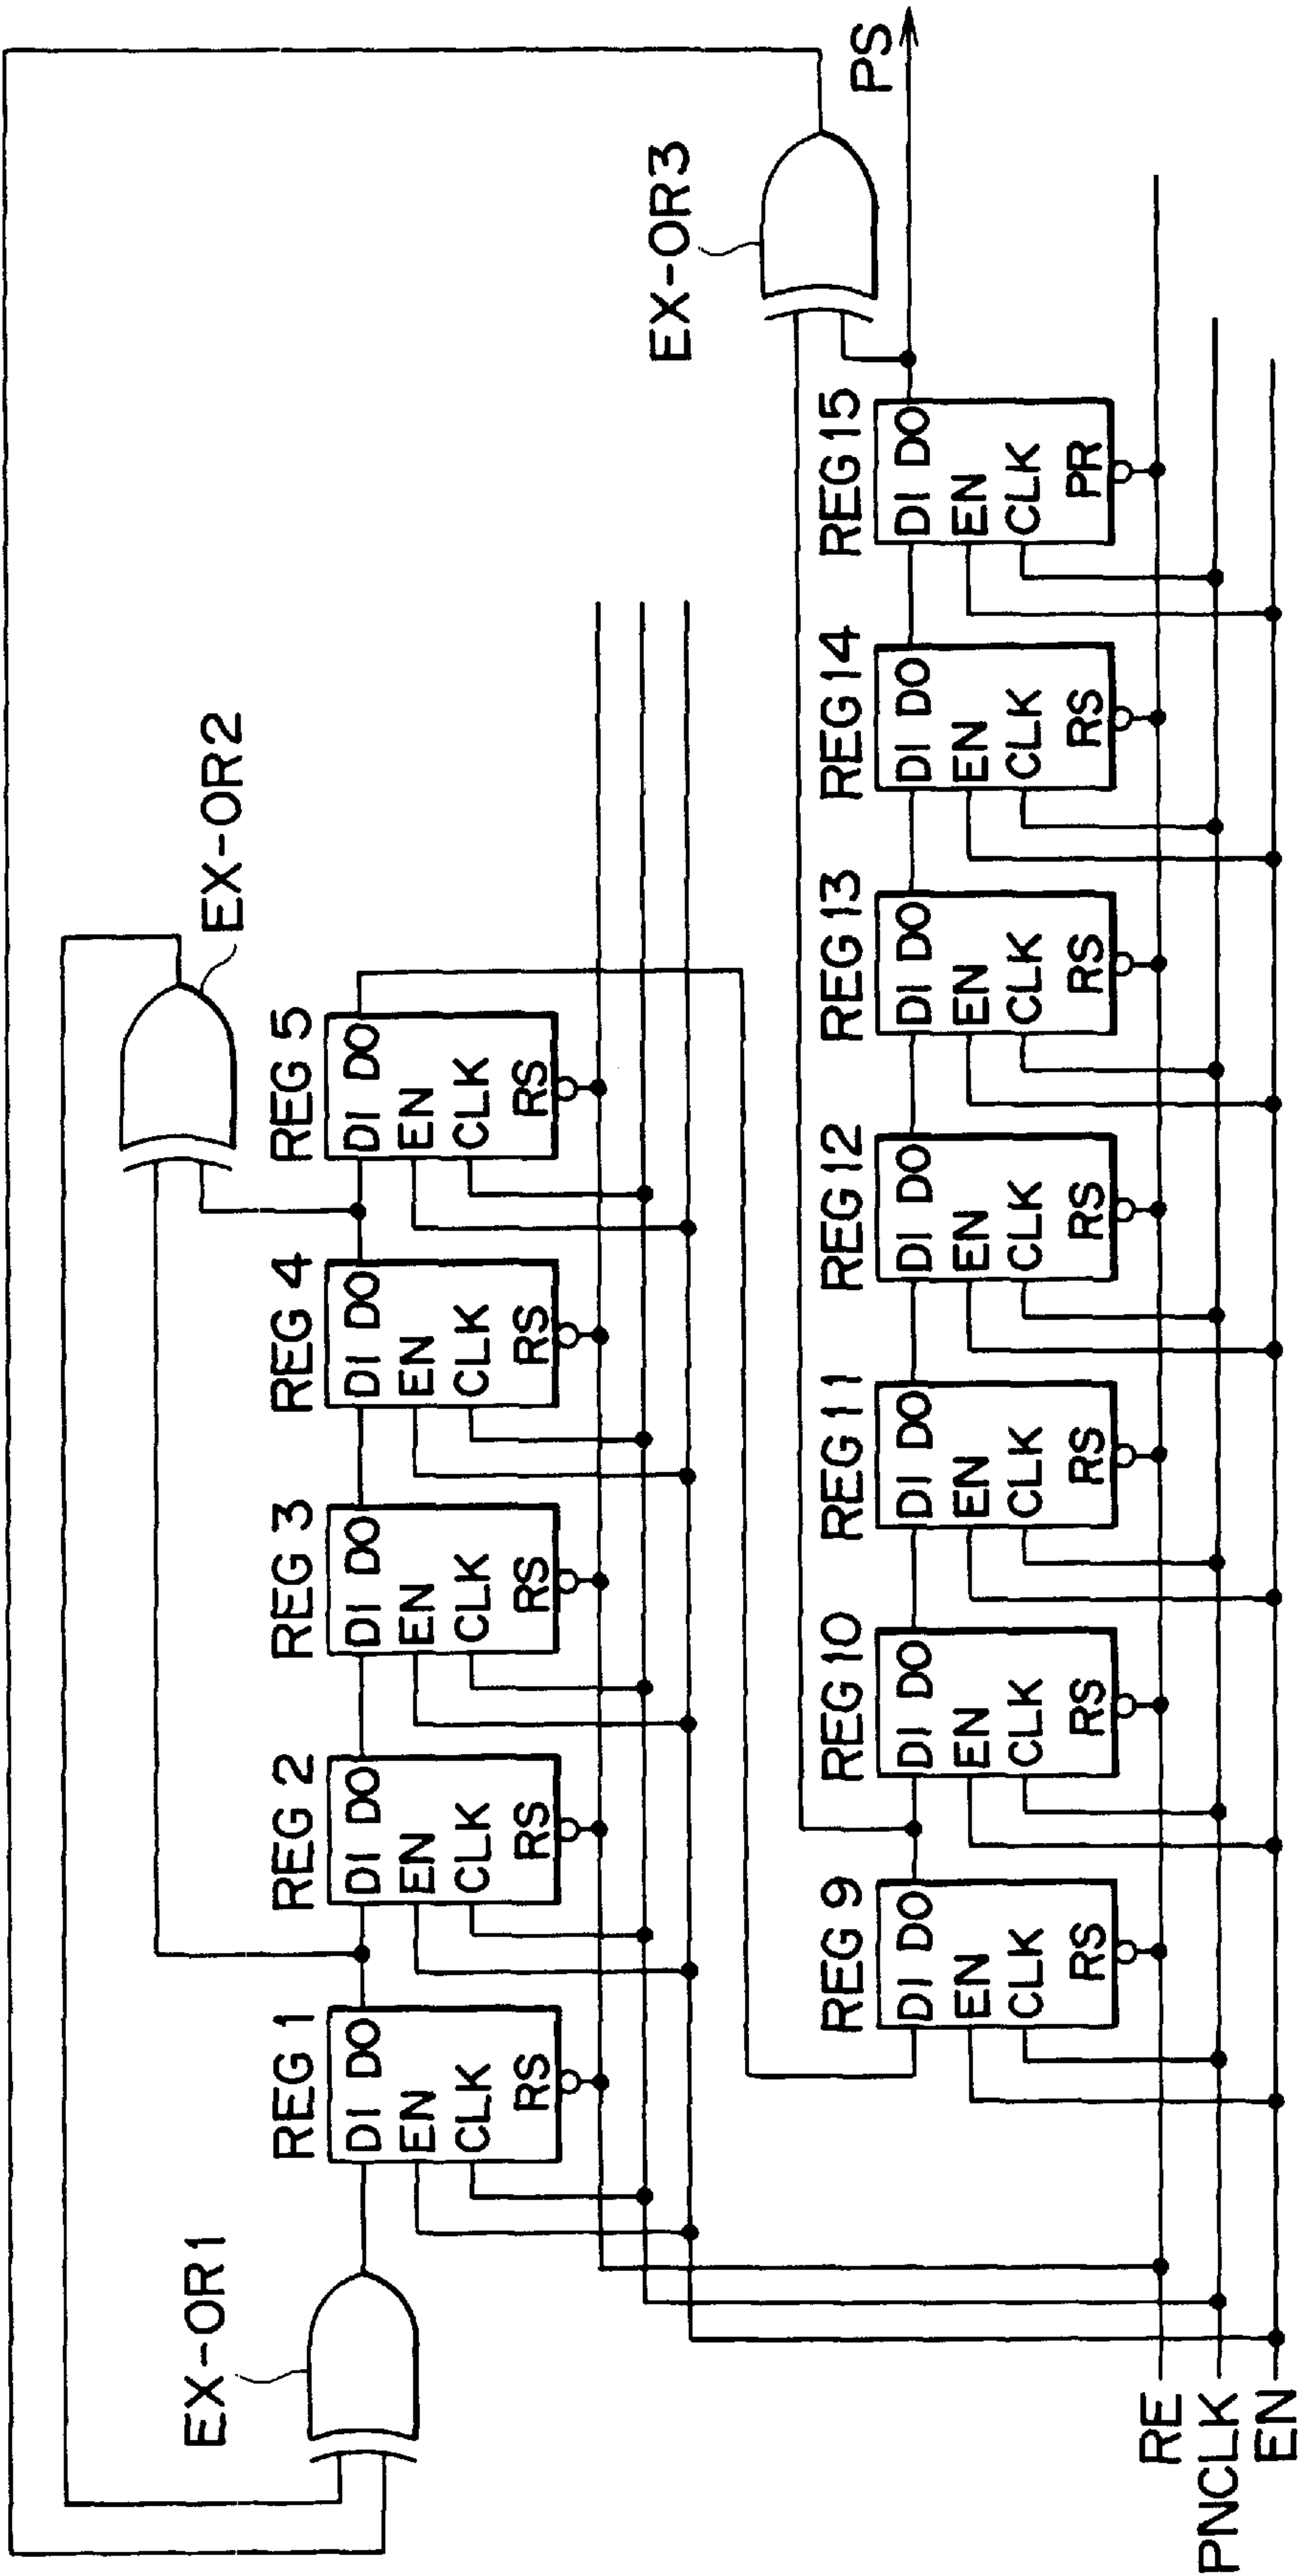 EX-OR1
EX-OR2
EX-OR3
REG 1
DI DO
EN
CLK
RS
REG 2
DI DO
EN
CLK
RS
REG 3
DI DO
EN
CLK
RS
REG 4
DI DO
EN
CLK
RS
REG 5
DI DO
EN
CLK
RS
REG 9
DI DO
EN
CLK
RS
REG 10
DI DO
EN
CLK
RS
REG 11
DI DO
EN
CLK
RS
REG 12
DI DO
EN
CLK
RS
REG 13
DI DO
EN
CLK
RS
REG 14
DI DO
EN
CLK
RS
REG 15
DI DO
EN
CLK
PR
PS
RE
PNCLK
EN